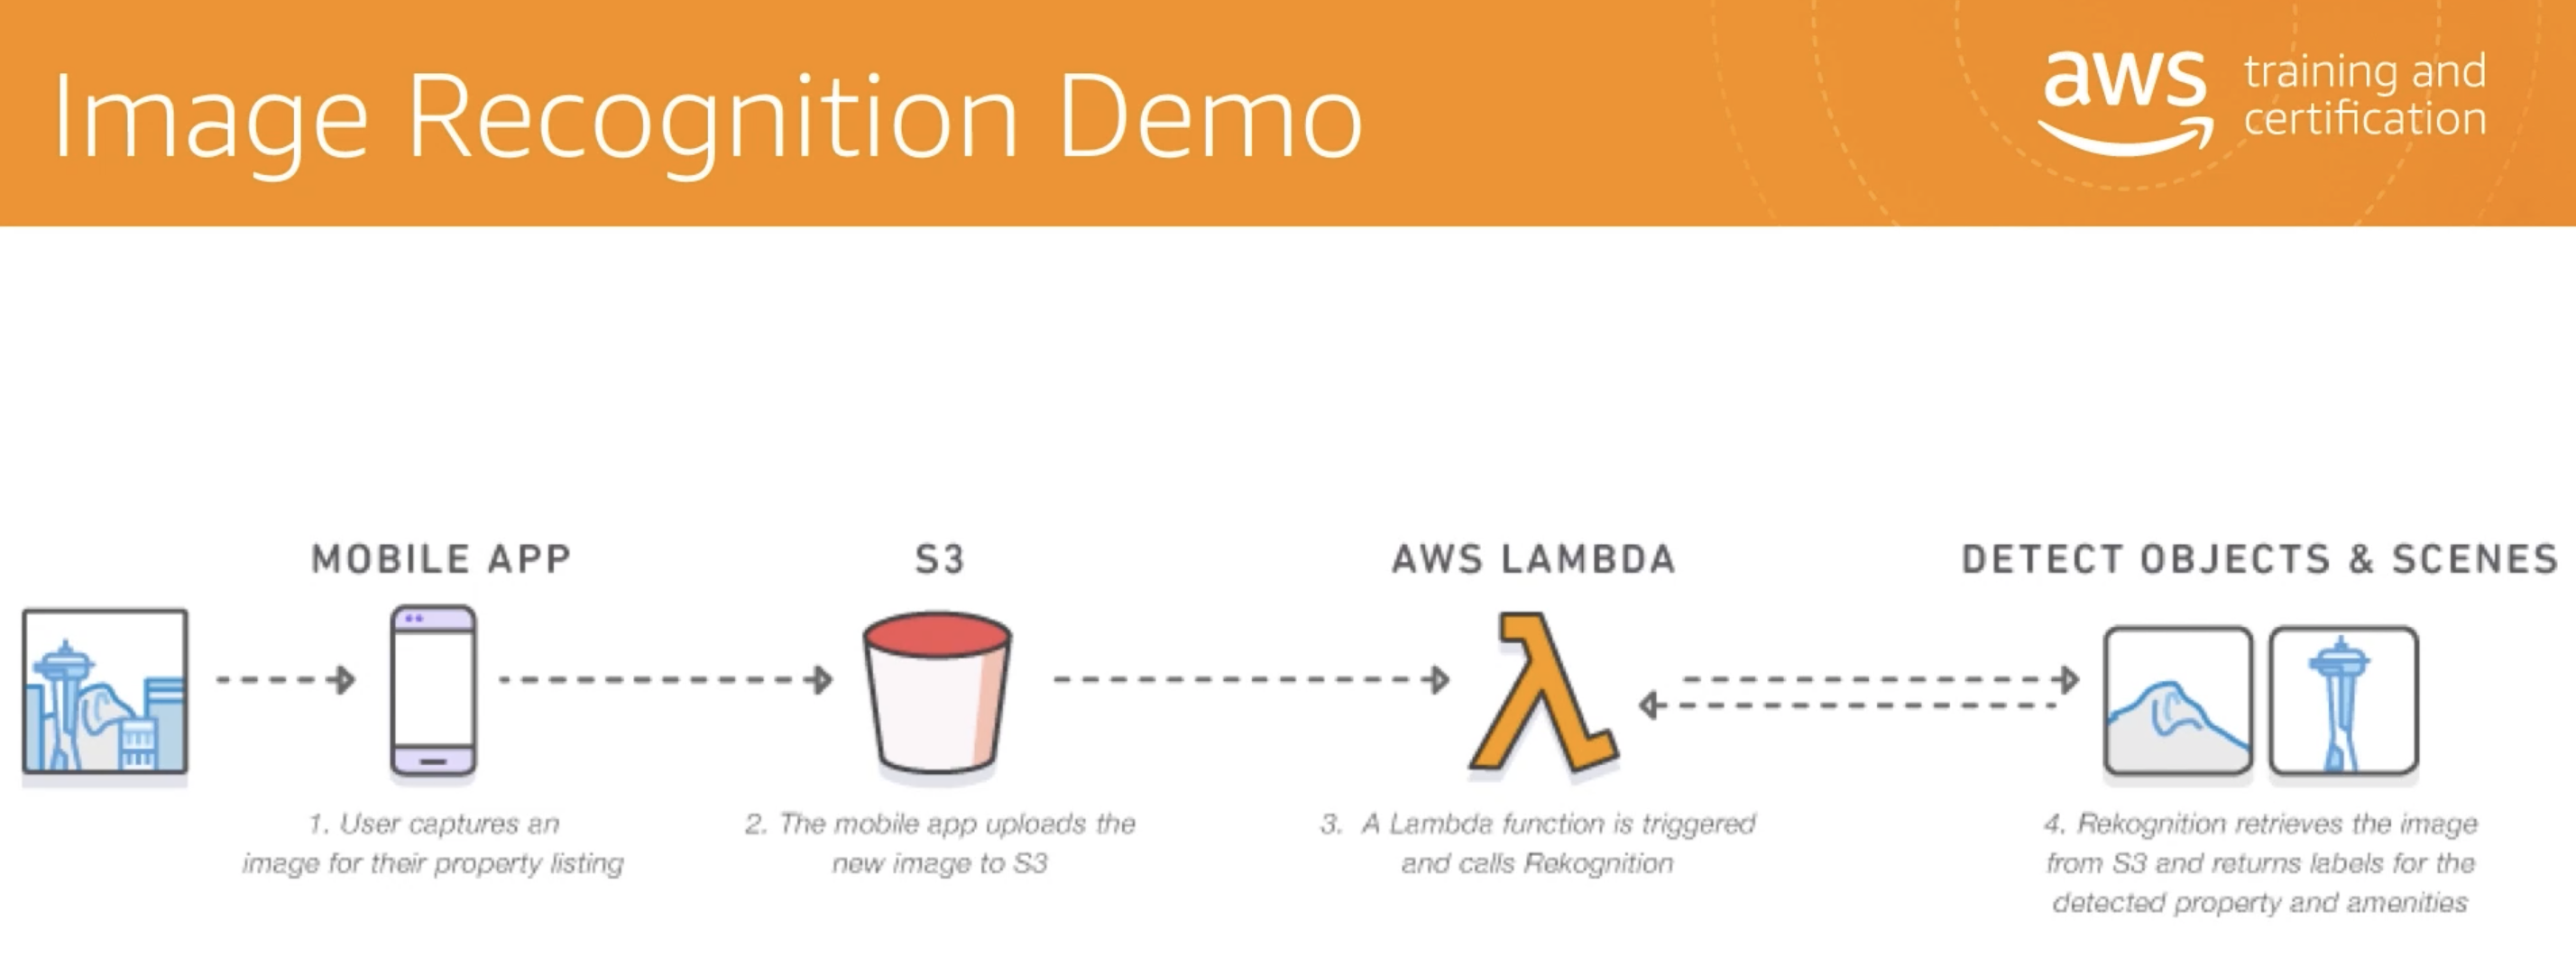 Image Recognition Demo
aws
training and
certification
MOBILE APP
S3
AWS LAMBDA
DETECT OBJECTS & SCENES
1. User captures an
image for their property listing
2. The mobile app uploads the
new image to S3
3. A Lambda function is triggered
and calls Rekognition
4. Rekognition retrieves the image
from S3 and returns labels for the
detected property and amenities